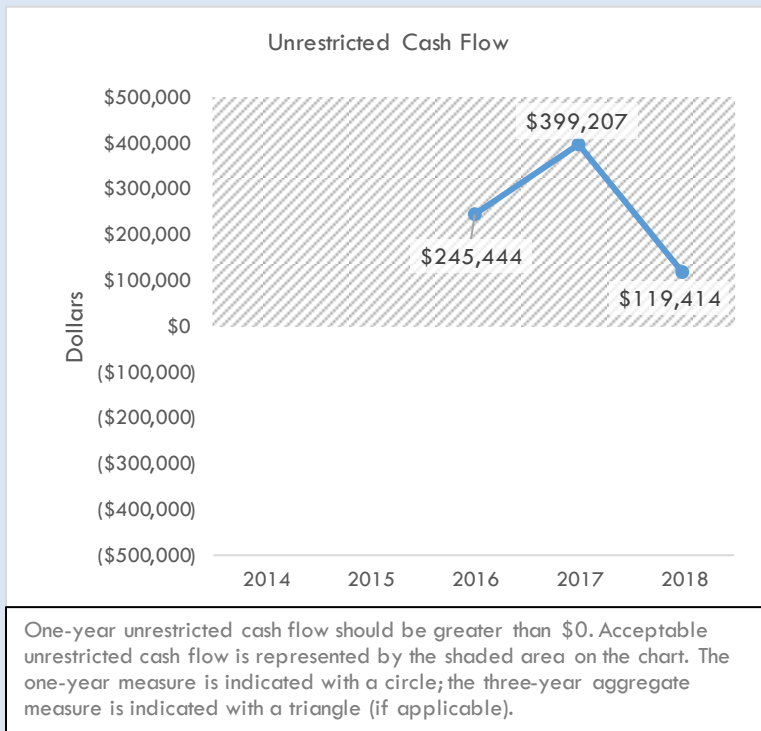 Unrestricted Cash Flow
$500,000
$400,000
$300,000
$200,000
$100,000
$0
($100,000)
($200,000)
($300,000)
($400,000)
($500,000)
Dollars
$399,207
$245,444
$119,414
2014 2015 2016 2017 2018
One-year unrestricted cash flow should be greater than $0. Acceptable
unrestricted cash flow is represented by the shaded area on the chart. The
one-year measure is indicated with a circle; the three-year aggregate
measure is indicated with a triangle (if applicable).